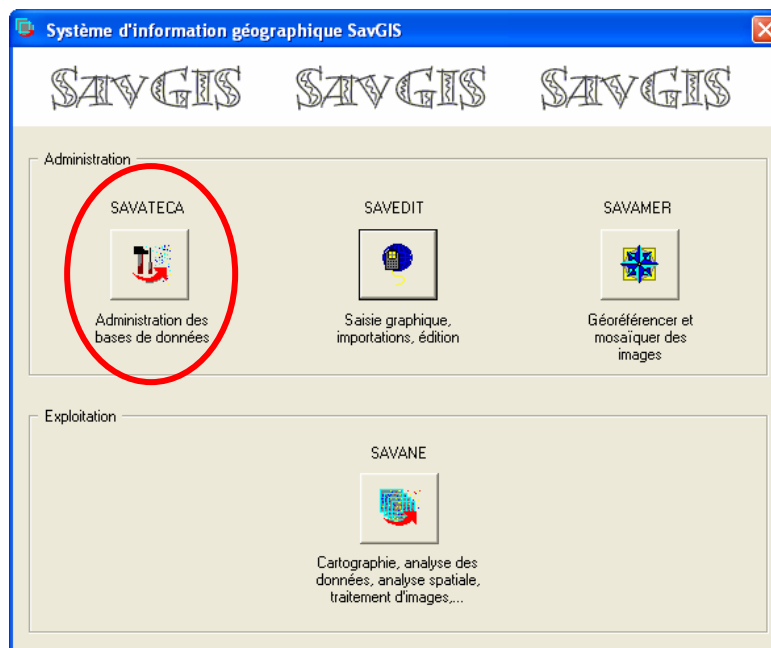 Système d'information géographique SavGIS
SAVGIS SAVGIS SAVGIS
Administration
SAVATECA SAVEDIT SAVAMER
Administration des
bases de données
Saisie graphique,
importations, édition
Géoréférencer et
mosaïquer des
images
Exploitation
SAVANE
Cartographie, analyse des
données, analyse spatiale,
traitement d'images,...